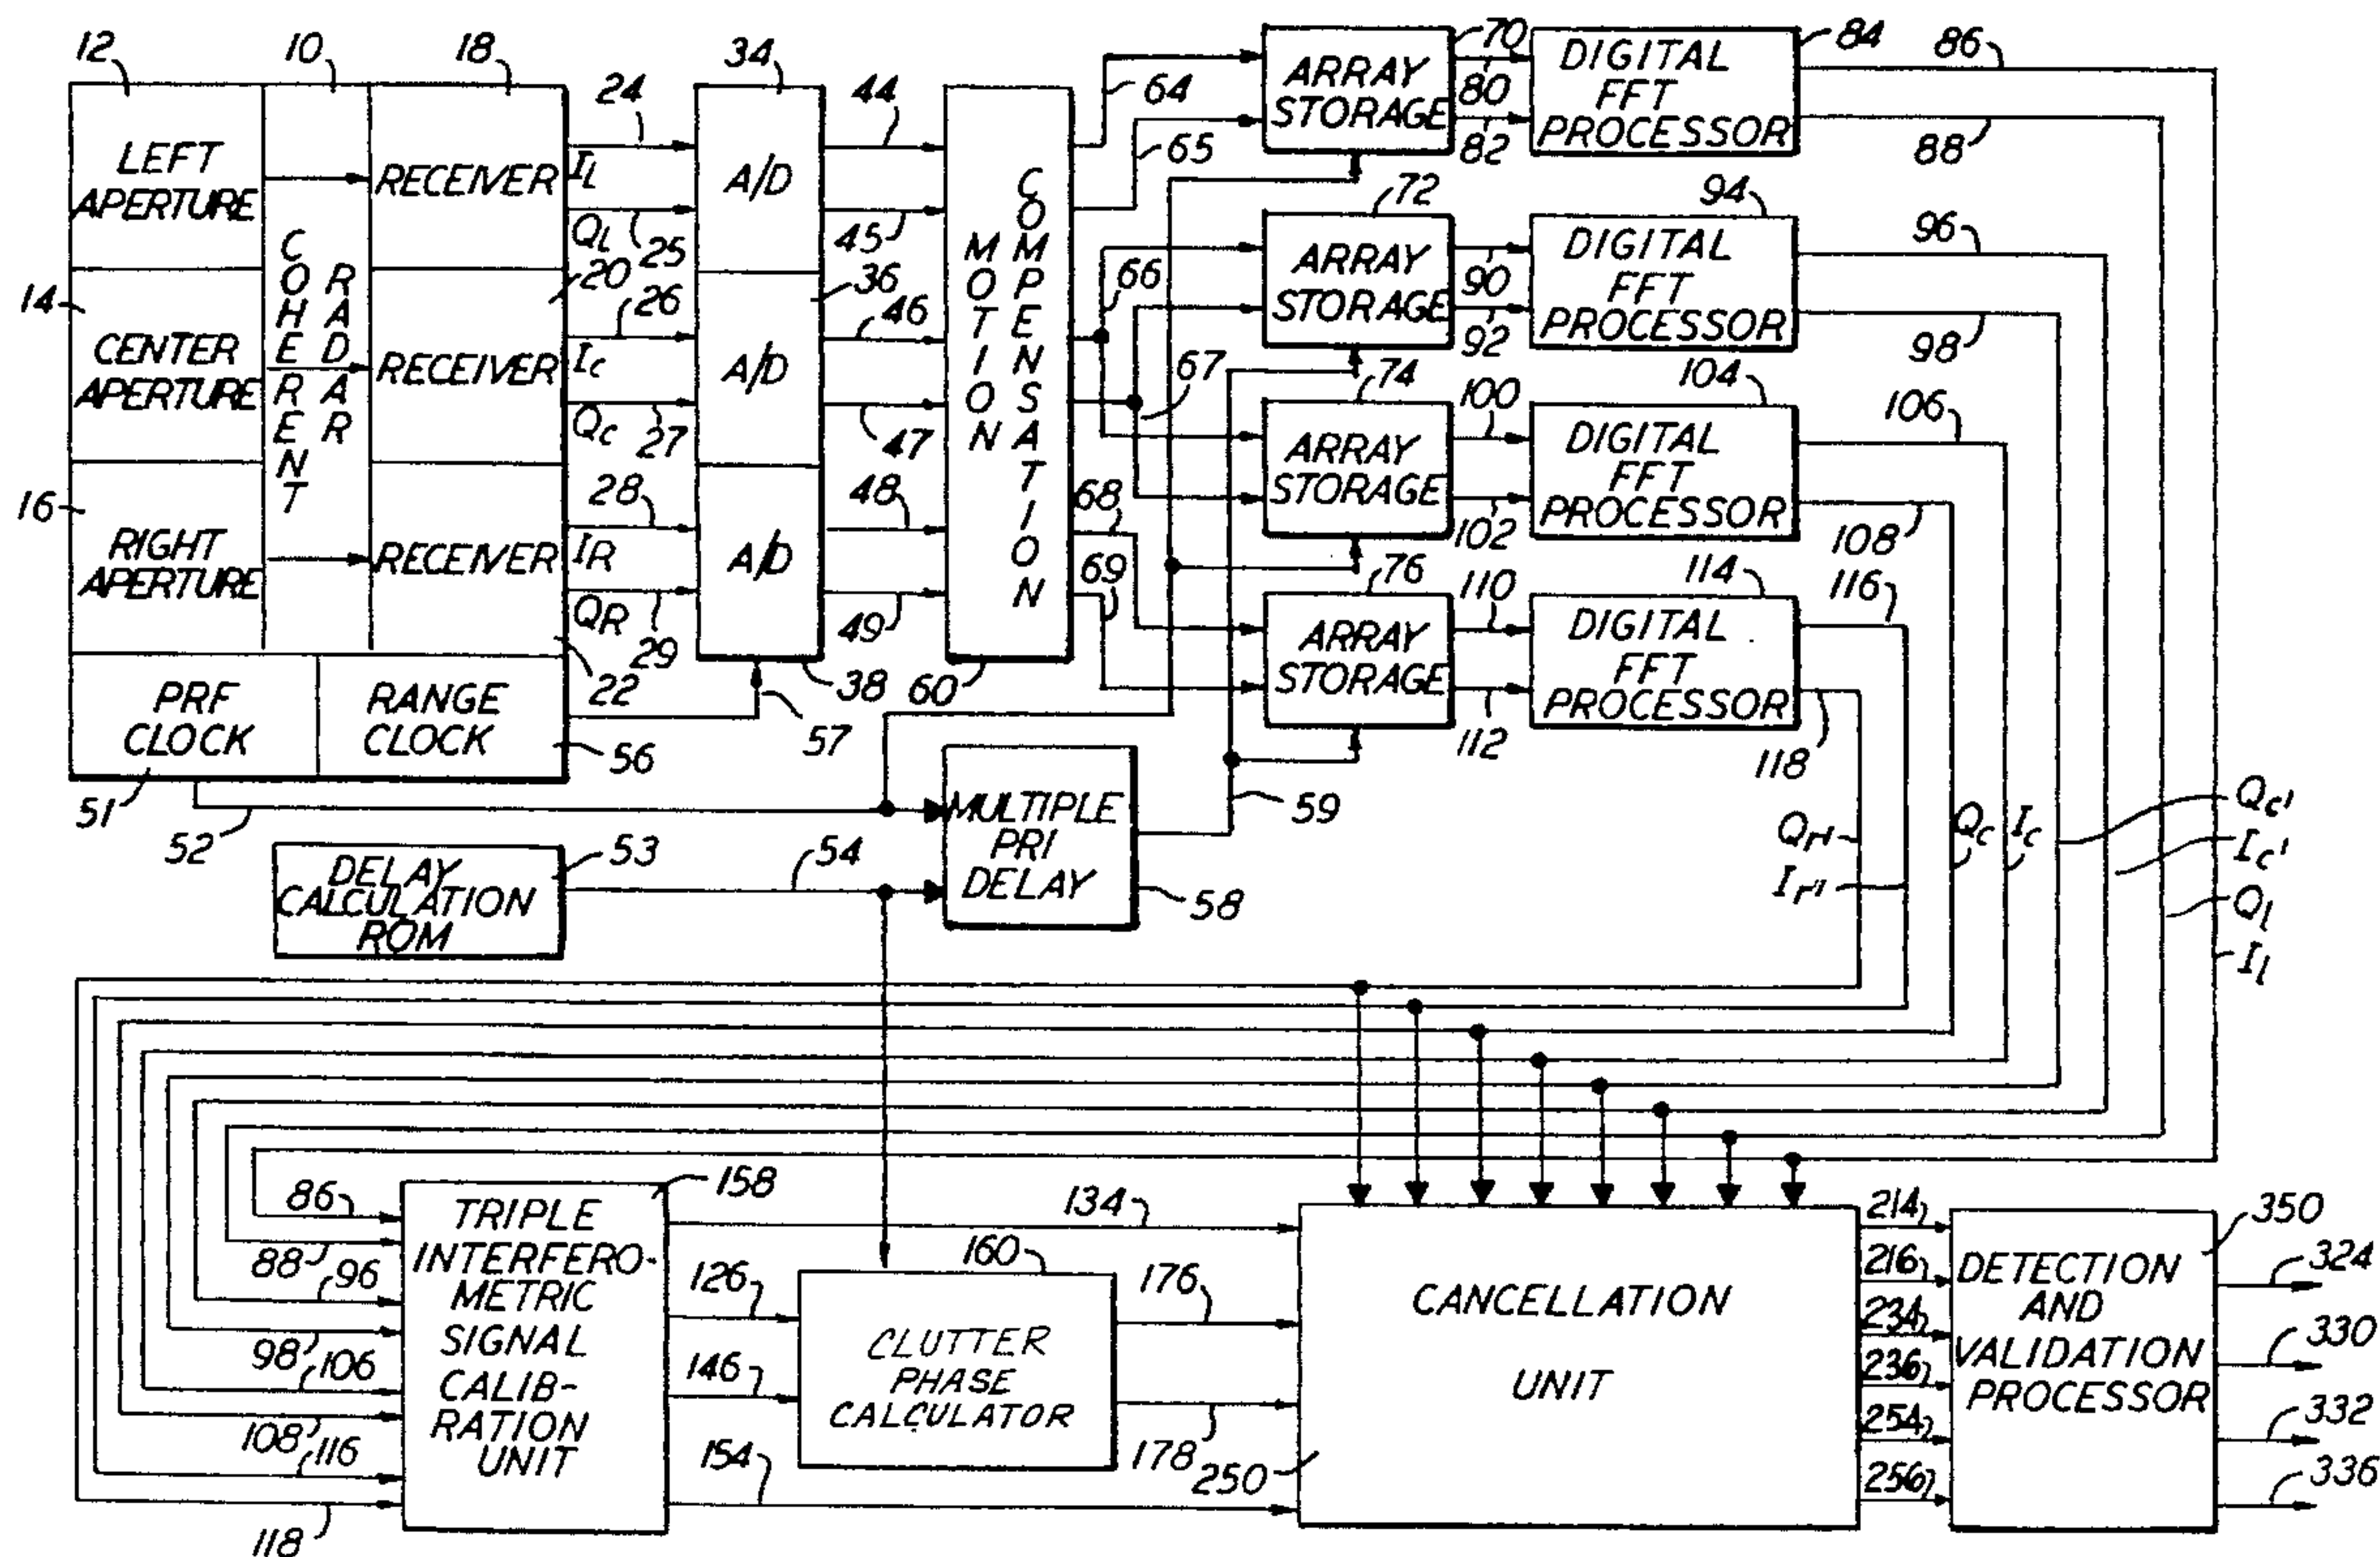 12
10
18
24
34
44
64
70
80
82
84
86
88
LEFT
APERTURE
COHERENT
RADAR
RECEIVER
IL
QL
25
A/D
45
MOTION
COMPENSATION
65
ARRAY
STORAGE
DIGITAL
FFT
PROCESSOR
14
CENTER
APERTURE
RECEIVER
20
26
IC
QC
27
A/D
36
46
47
66
67
72
ARRAY
STORAGE
90
92
94
DIGITAL
FFT
PROCESSOR
96
98
16
RIGHT
APERTURE
RECEIVER
28
IR
QR
29
22
A/D
38
48
49
60
68
69
74
ARRAY
STORAGE
100
102
104
DIGITAL
FFT
PROCESSOR
106
108
76
ARRAY
STORAGE
110
112
114
DIGITAL
FFT
PROCESSOR
116
118
PRF
CLOCK
51
RANGE
CLOCK
56
57
52
DELAY
CALCULATION
ROM
53
54
MULTIPLE
PRI
DELAY
58
59
Qr"
Ir"
Qc
Ic
Qc'
Ic'
Ql
Il
86
88
96
98
106
108
116
118
TRIPLE
INTERFERO-
METRIC
SIGNAL
CALIB-
RATION
UNIT
158
134
126
146
154
160
CLUTTER
PHASE
CALCULATOR
176
178
250
CANCELLATION
UNIT
214
216
234
236
254
256
DETECTION
AND
VALIDATION
PROCESSOR
350
324
330
332
336